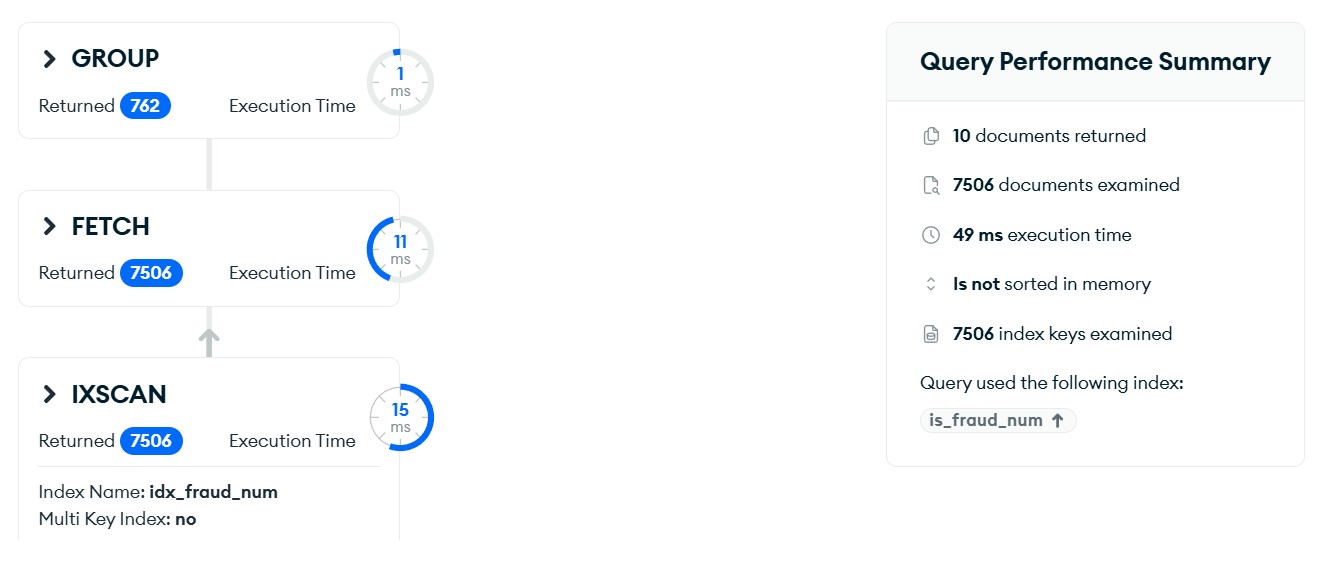 GROUP
Returned 762 Execution Time 1 ms
FETCH
Returned 7506 Execution Time 11 ms
IXSCAN
Returned 7506 Execution Time 15 ms
Index Name: idx_fraud_num
Multi Key Index: no
Query Performance Summary
10 documents returned
7506 documents examined
49 ms execution time
Is not sorted in memory
7506 index keys examined
Query used the following index:
is_fraud_num ↑